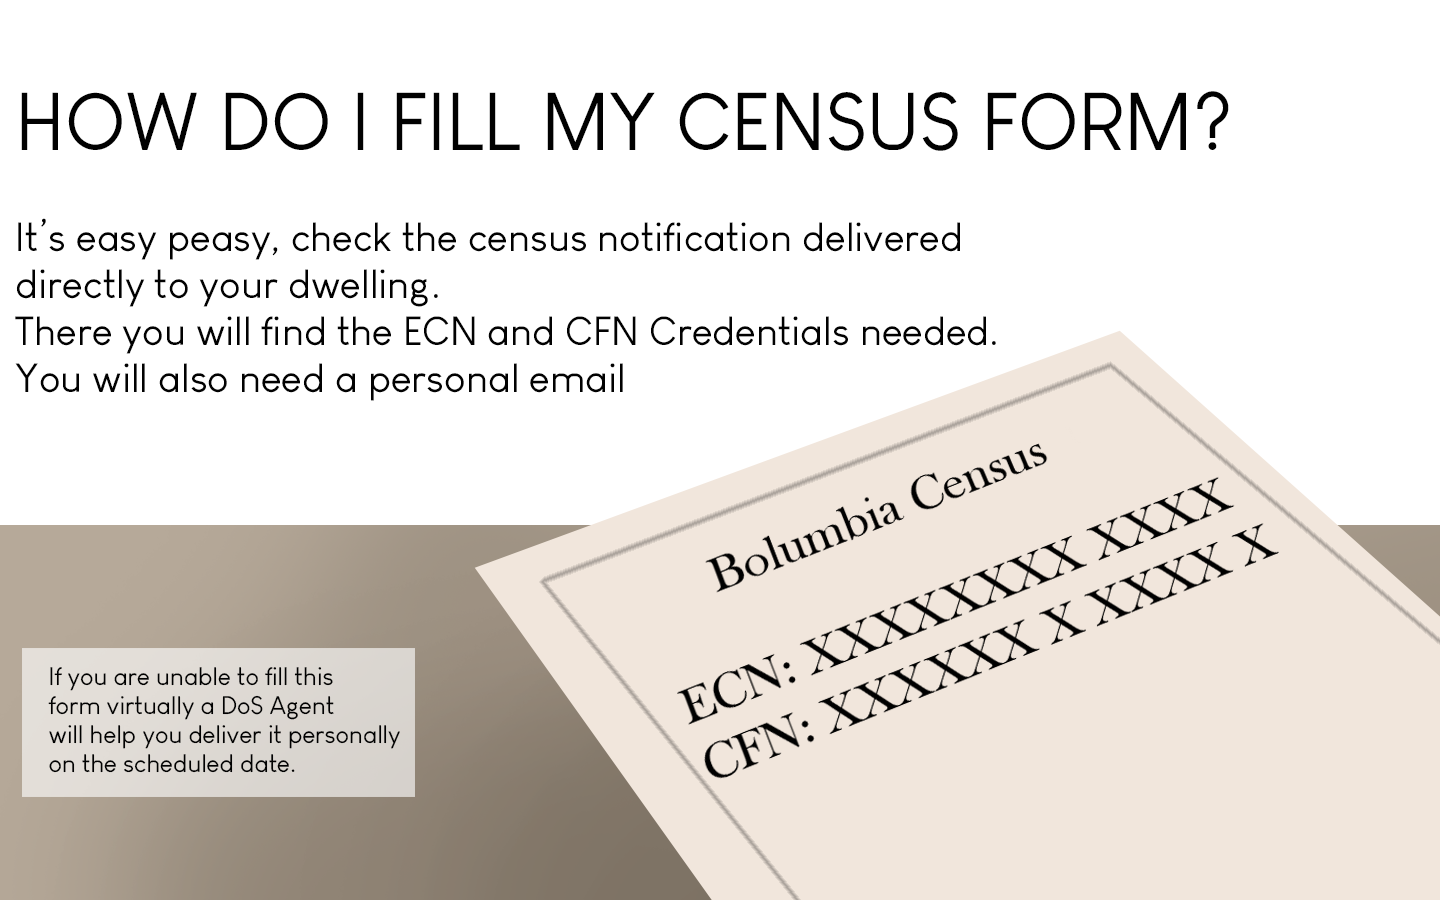 HOW DO I FILL MY CENSUS FORM?
It's easy peasy, check the census notification delivered
directly to your dwelling.
There you will find the ECN and CFN Credentials needed.
You will also need a personal email
Bolumbia Census
ECN: XXXXXXXX XXXX
CFN: XXXXXX X XXXX X
If you are unable to fill this
form virtually a DoS Agent
will help you deliver it personally
on the scheduled date.